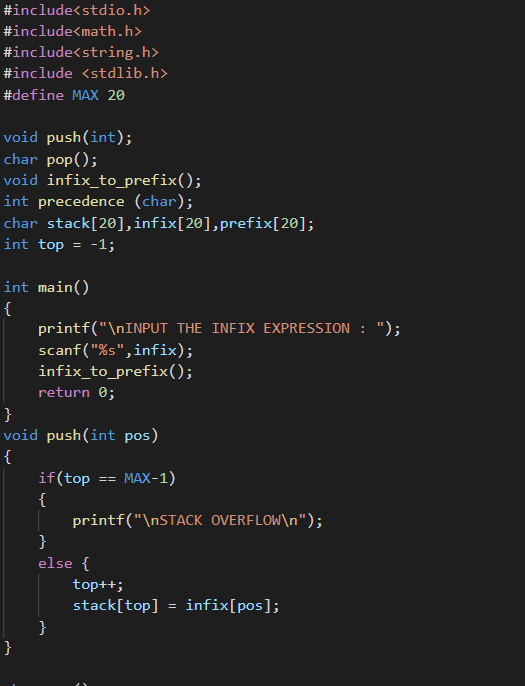 #include<stdio.h>
#include<math.h>
#include<string.h>
#include <stdlib.h>
#define MAX 20

void push(int);
char pop();
void infix_to_prefix();
int precedence (char);
char stack[20],infix[20],prefix[20];
int top = -1;

int main()
{
    printf("\nINPUT THE INFIX EXPRESSION : ");
    scanf("%s",infix);
    infix_to_prefix();
    return 0;
}
void push(int pos)
{
    if(top == MAX-1)
    {
        printf("\nSTACK OVERFLOW\n");
    }
    else {
        top++;
        stack[top] = infix[pos];
    }
}